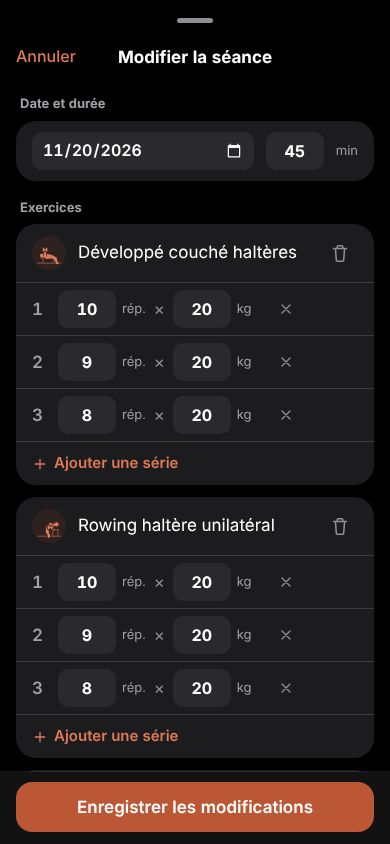 Annuler Modifier la séance
Date et durée
11/20/2026 45 min
Exercices
Développé couché haltères
1 10 rép. × 20 kg ×
2 9 rép. × 20 kg ×
3 8 rép. × 20 kg ×
+ Ajouter une série
Rowing haltère unilatéral
1 10 rép. × 20 kg ×
2 9 rép. × 20 kg ×
3 8 rép. × 20 kg ×
+ Ajouter une série
Enregistrer les modifications